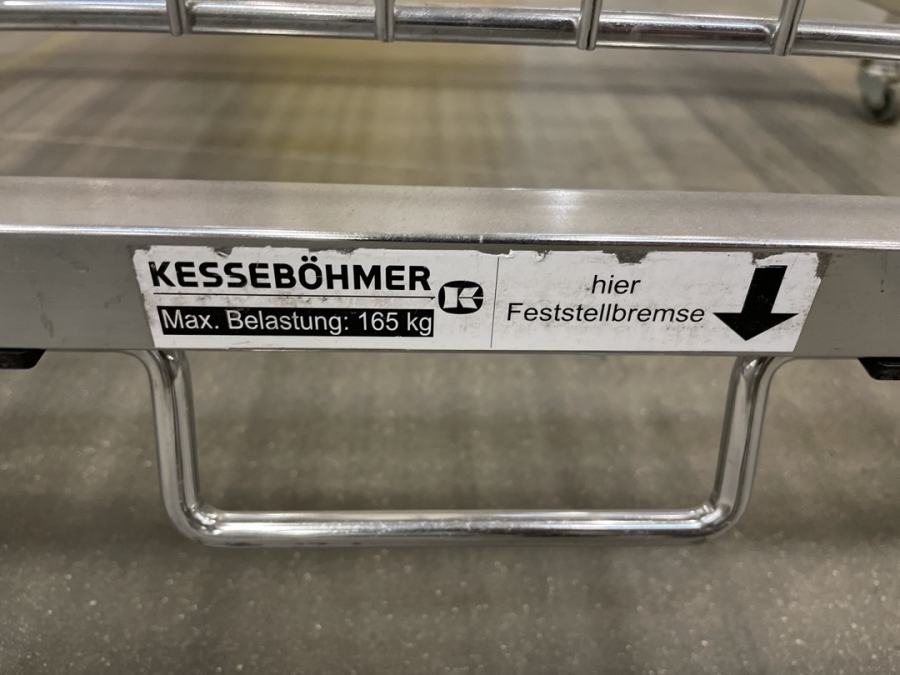 KESSEBÖHMER
Max. Belastung: 165 kg
K
hier
Feststellbremse